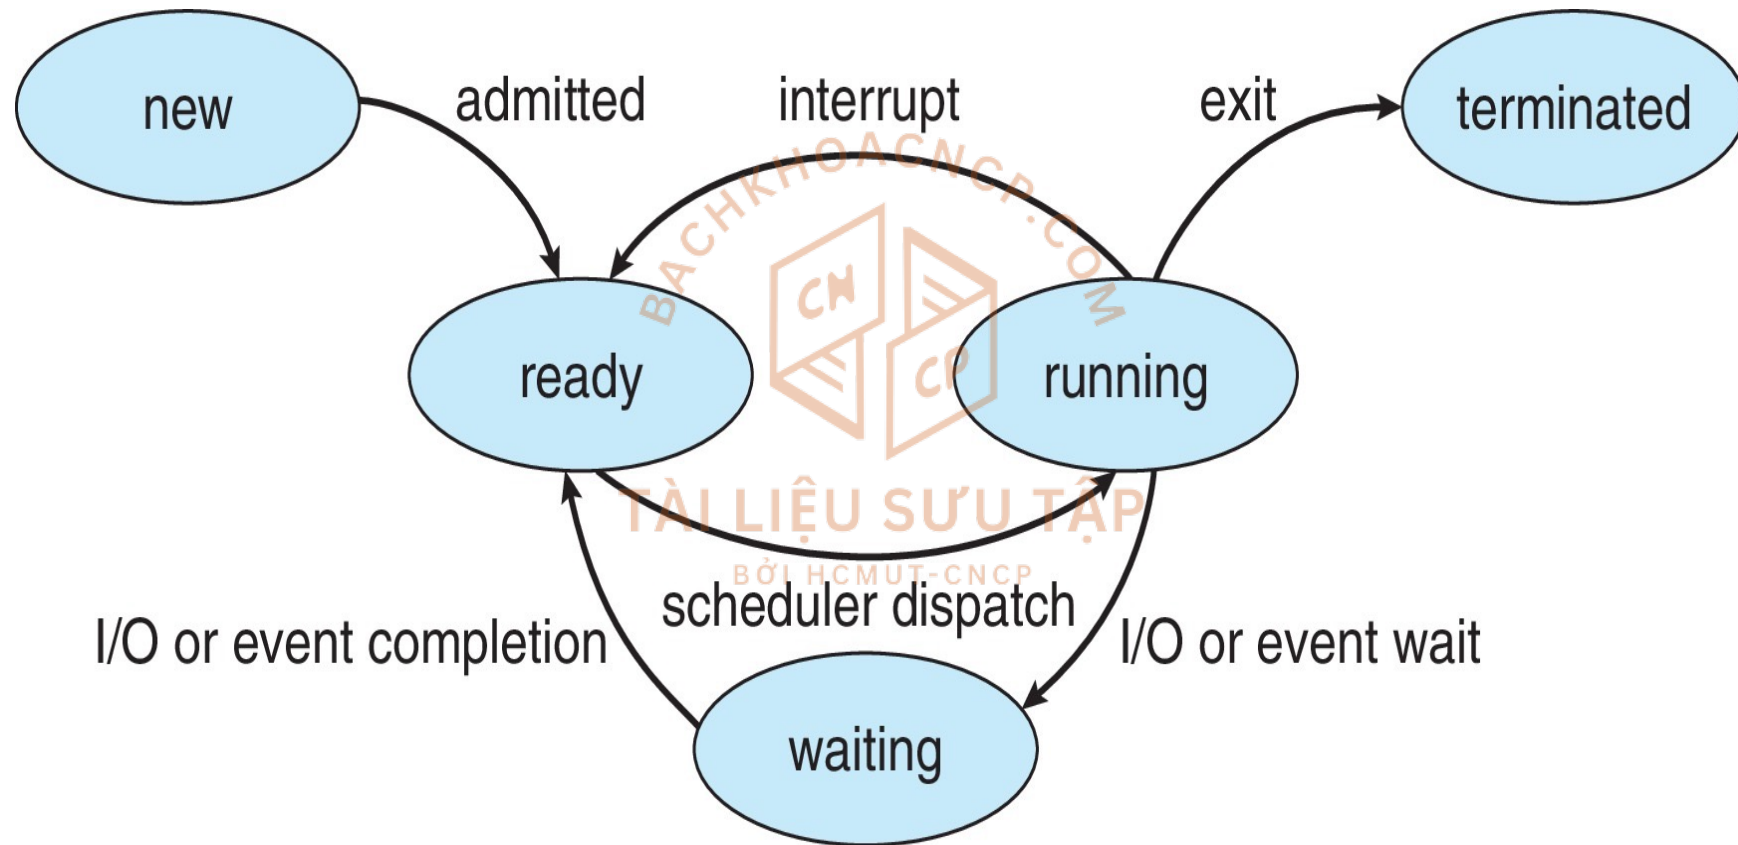 new
admitted
interrupt
exit
terminated
BACHKHOACNCP.COM
CN
CP
ready
running
TÀI LIỆU SƯU TẬP
BỞI HCMUT-CNCP
scheduler dispatch
I/O or event completion
I/O or event wait
waiting